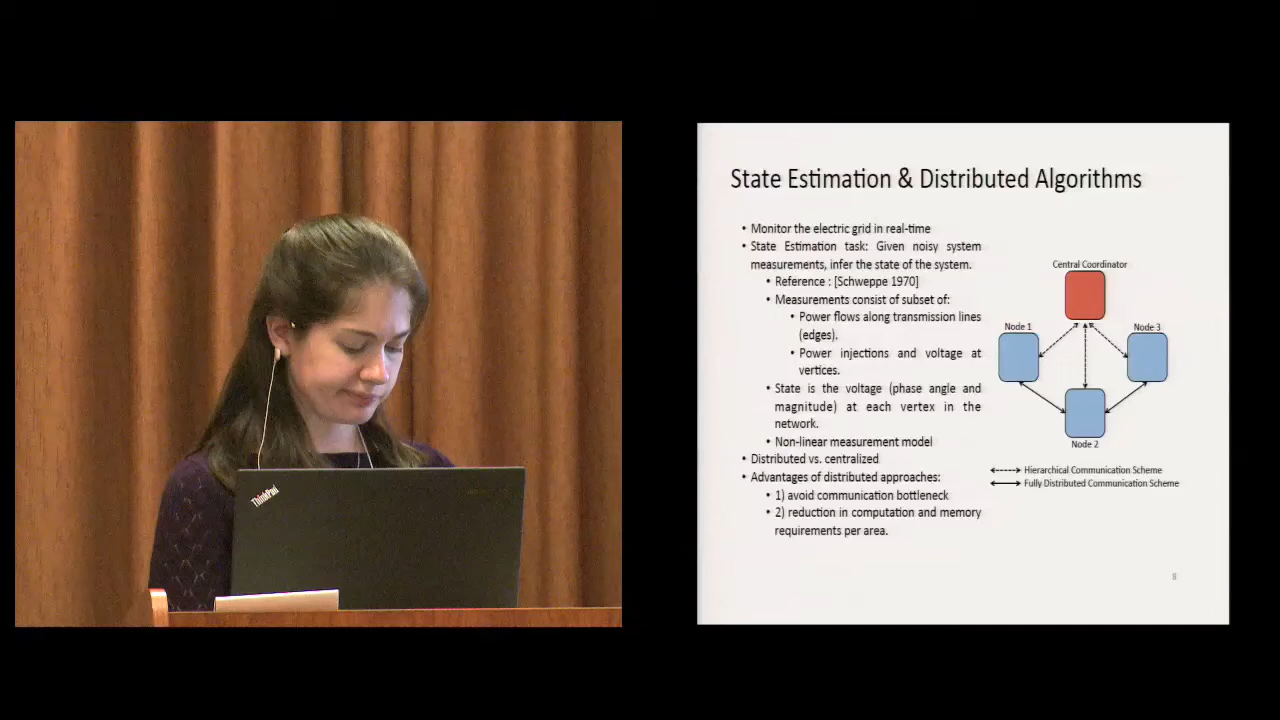 ThinkPad
State Estimation & Distributed Algorithms
• Monitor the electric grid in real-time
• State Estimation task: Given noisy system
measurements, infer the state of the system.
• Reference : [Schweppe 1970]
• Measurements consist of subset of:
• Power flows along transmission lines
(edges).
• Power injections and voltage at
vertices.
• State is the voltage (phase angle and
magnitude) at each vertex in the
network.
• Non-linear measurement model
• Distributed vs. centralized
• Advantages of distributed approaches:
• 1) avoid communication bottleneck
• 2) reduction in computation and memory
requirements per area.
Central Coordinator
Node 1
Node 3
Node 2
Hierarchical Communication Scheme
Fully Distributed Communication Scheme
8